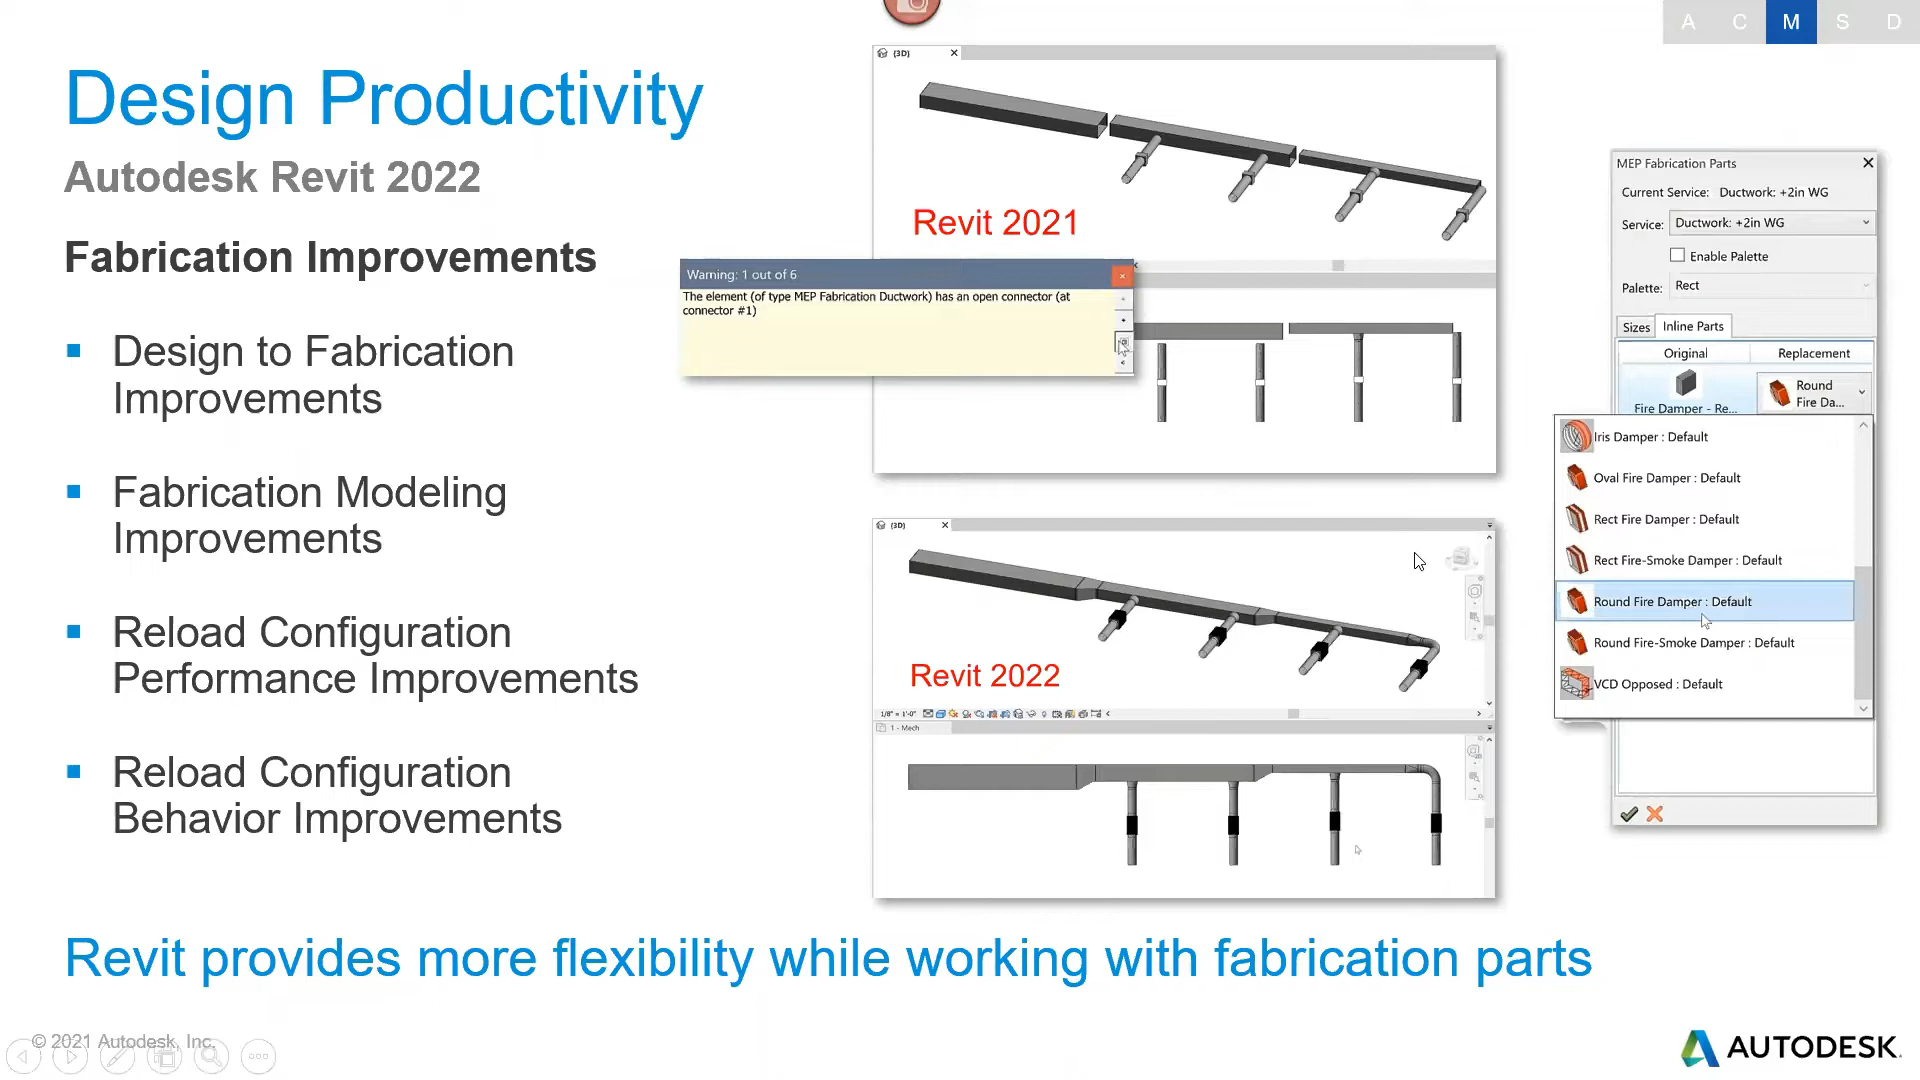 A C M S D
Design Productivity
Autodesk Revit 2022
Fabrication Improvements
Design to Fabrication
Improvements
Fabrication Modeling
Improvements
Reload Configuration
Performance Improvements
Reload Configuration
Behavior Improvements
{3D}
Revit 2021
Warning: 1 out of 6
The element (of type MEP Fabrication Ductwork) has an open connector (at
connector #1)
{3D}
Revit 2022
1/8" = 1'-0"
1 - Mech
MEP Fabrication Parts
Current Service: Ductwork: +2in WG
Service: Ductwork: +2in WG
Enable Palette
Palette: Rect
Sizes Inline Parts
Original Replacement
Round
Fire Da...
Fire Damper - Re...
Iris Damper : Default
Oval Fire Damper : Default
Rect Fire Damper : Default
Rect Fire-Smoke Damper : Default
Round Fire Damper : Default
Round Fire-Smoke Damper : Default
VCD Opposed : Default
Revit provides more flexibility while working with fabrication parts
© 2021 Autodesk, Inc.
AUTODESK.